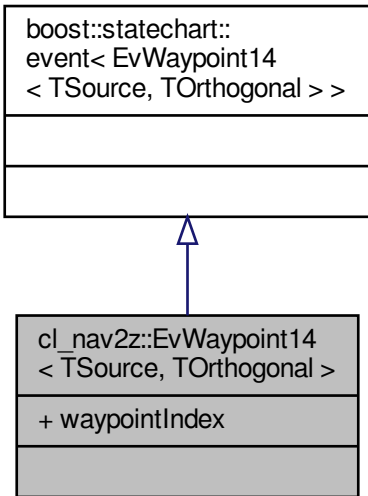 boost::statechart::
event< EvWaypoint14
< TSource, TOrthogonal > >
cl_nav2z::EvWaypoint14
< TSource, TOrthogonal >
+ waypointIndex